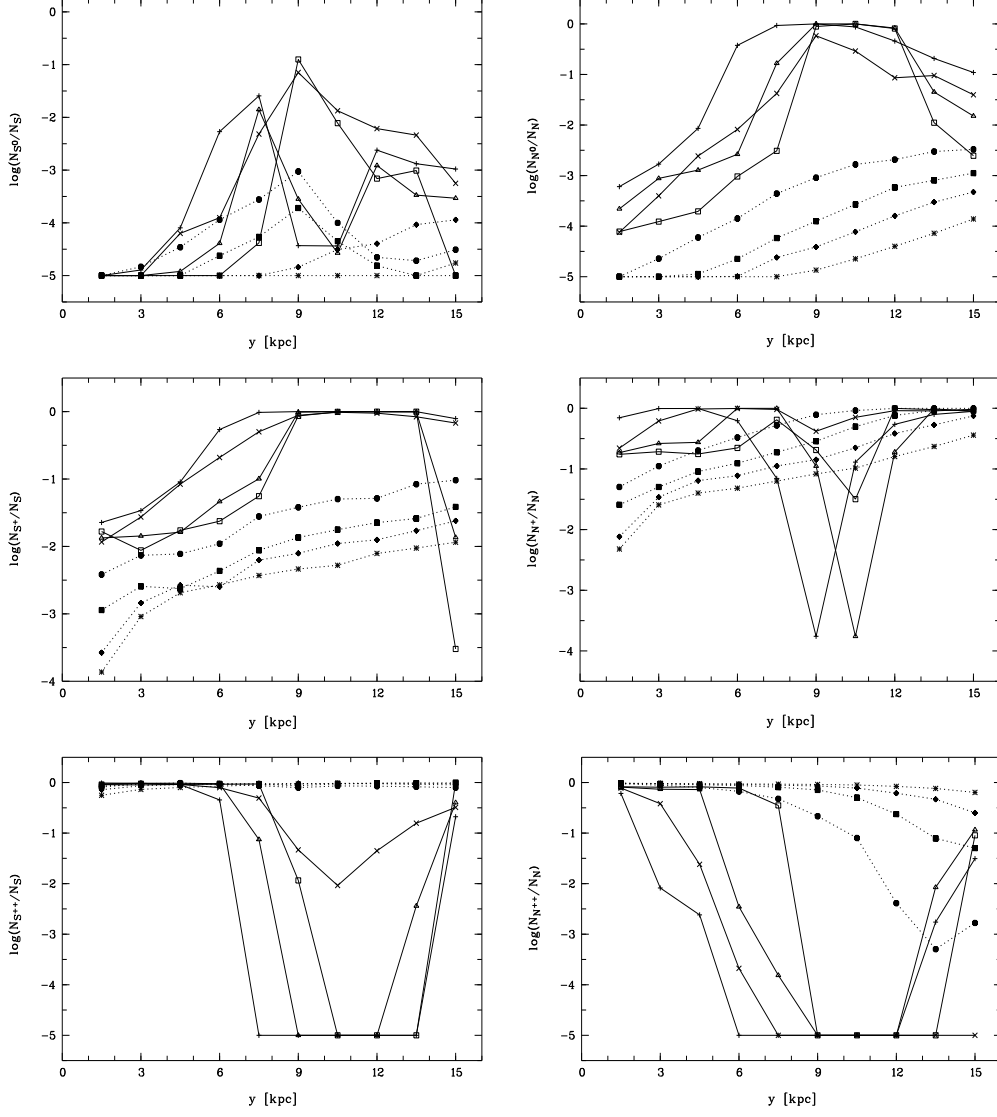 log(N_S⁰/N_S)
0
-1
-2
-3
-4
-5
0 3 6 9 12 15
y [kpc]
log(N_N⁰/N_N)
0
-1
-2
-3
-4
-5
0 3 6 9 12 15
y [kpc]
log(N_S⁺/N_S)
0
-1
-2
-3
-4
0 3 6 9 12 15
y [kpc]
log(N_N⁺/N_N)
0
-1
-2
-3
-4
0 3 6 9 12 15
y [kpc]
log(N_S⁺⁺/N_S)
0
-1
-2
-3
-4
-5
0 3 6 9 12 15
y [kpc]
log(N_N⁺⁺/N_N)
0
-1
-2
-3
-4
-5
0 3 6 9 12 15
y [kpc]